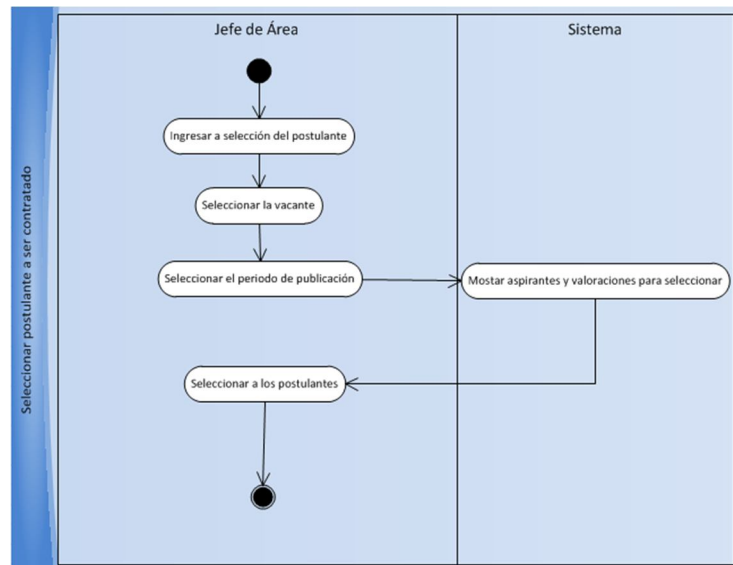 Jefe de Área
Sistema
Seleccionar postulante a ser contratado
Ingresar a selección del postulante
Seleccionar la vacante
Seleccionar el periodo de publicación
Mostar aspirantes y valoraciones para seleccionar
Seleccionar a los postulantes